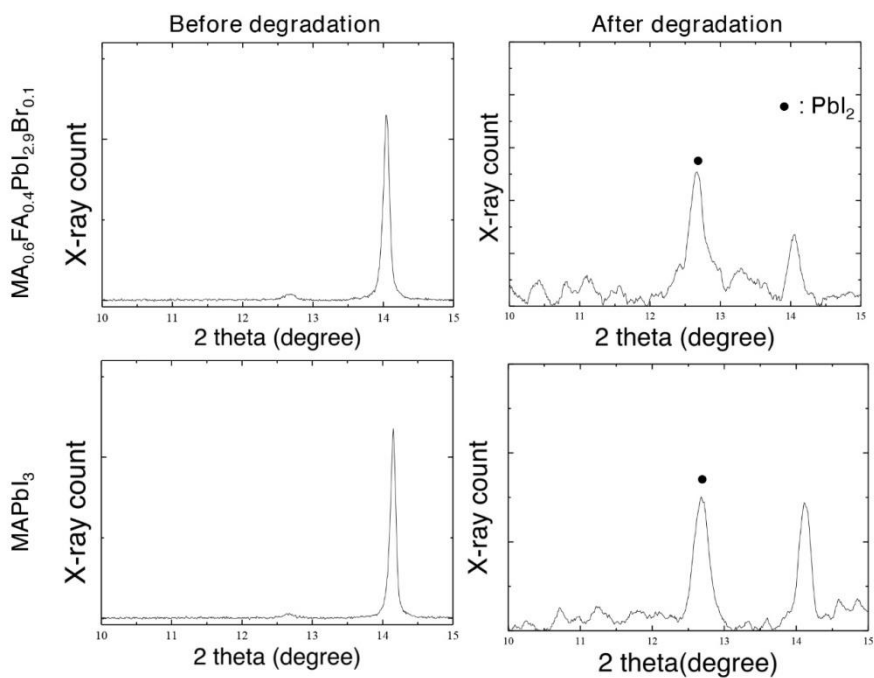 Before degradation
After degradation
MA0.6FA0.4PbI2.9Br0.1
X-ray count
10 11 12 13 14 15
2 theta (degree)
X-ray count
● : PbI2
10 11 12 13 14 15
2 theta (degree)
MAPbI3
X-ray count
10 11 12 13 14 15
2 theta (degree)
X-ray count
10 11 12 13 14 15
2 theta(degree)